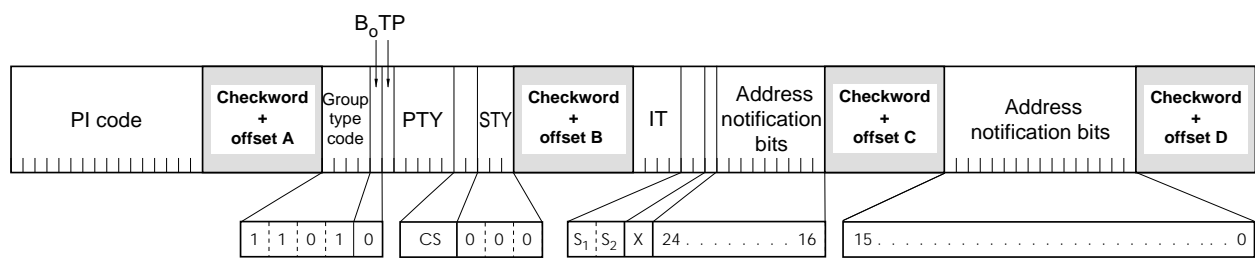 BoTP
PI code
Checkword
+
offset A
Group
type
code
PTY
STY
Checkword
+
offset B
IT
Address
notification
bits
Checkword
+
offset C
Address
notification bits
Checkword
+
offset D
1 1 0 1 0
CS 0 0 0
S1 S2 X 24 . . . . . . . . 16
15 . . . . . . . . . . . . . . . . . . . . . . . . . . . . . . 0